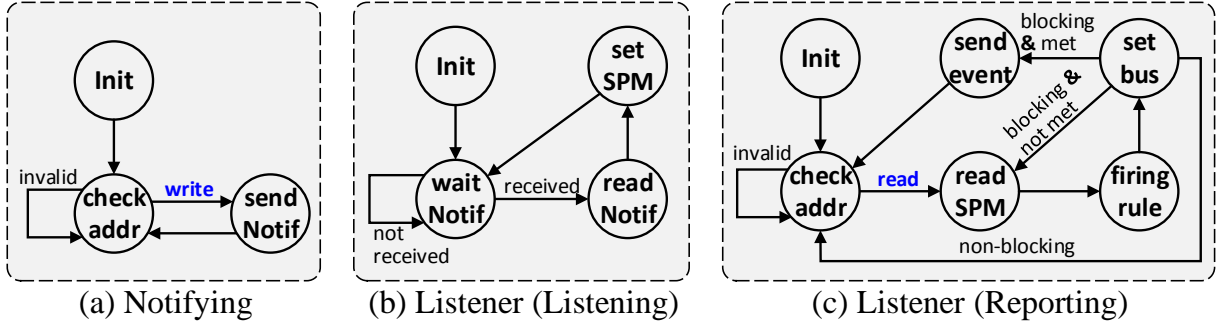 Init
check
addr
invalid
write
send
Notif
(a) Notifying
Init
set
SPM
wait
Notif
received
read
Notif
not
received
(b) Listener (Listening)
Init
send
event
blocking
& met
set
bus
blocking &
not met
invalid
check
addr
read
read
SPM
firing
rule
non-blocking
(c) Listener (Reporting)